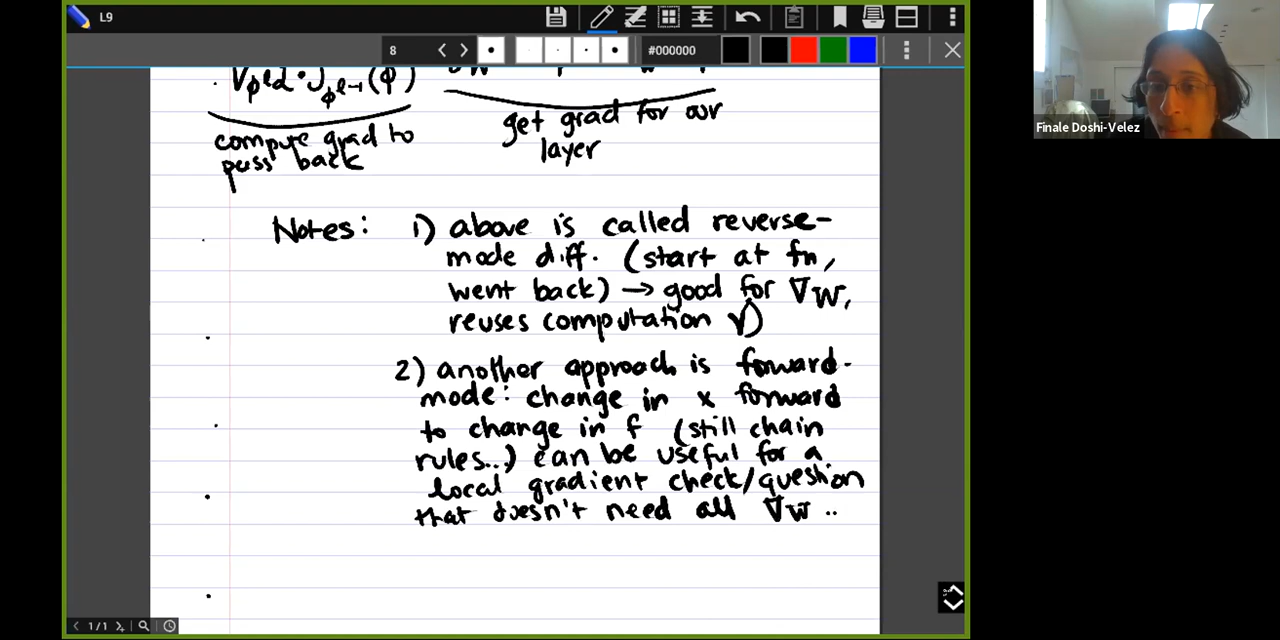 L9
8
#000000
∇φℓ 𝓛 · J φℓ-1 (φ)
compute grad to
pass back
get grad for our
layer
Notes: 1) above is called reverse-
mode diff. (start at fn,
went back) → good for ∇W,
reuses computation √)
2) another approach is forward-
mode: change in x forward
to change in f (still chain
rules...) can be useful for a
local gradient check/question
that doesn't need all ∇W ..
1/1
Finale Doshi-Velez